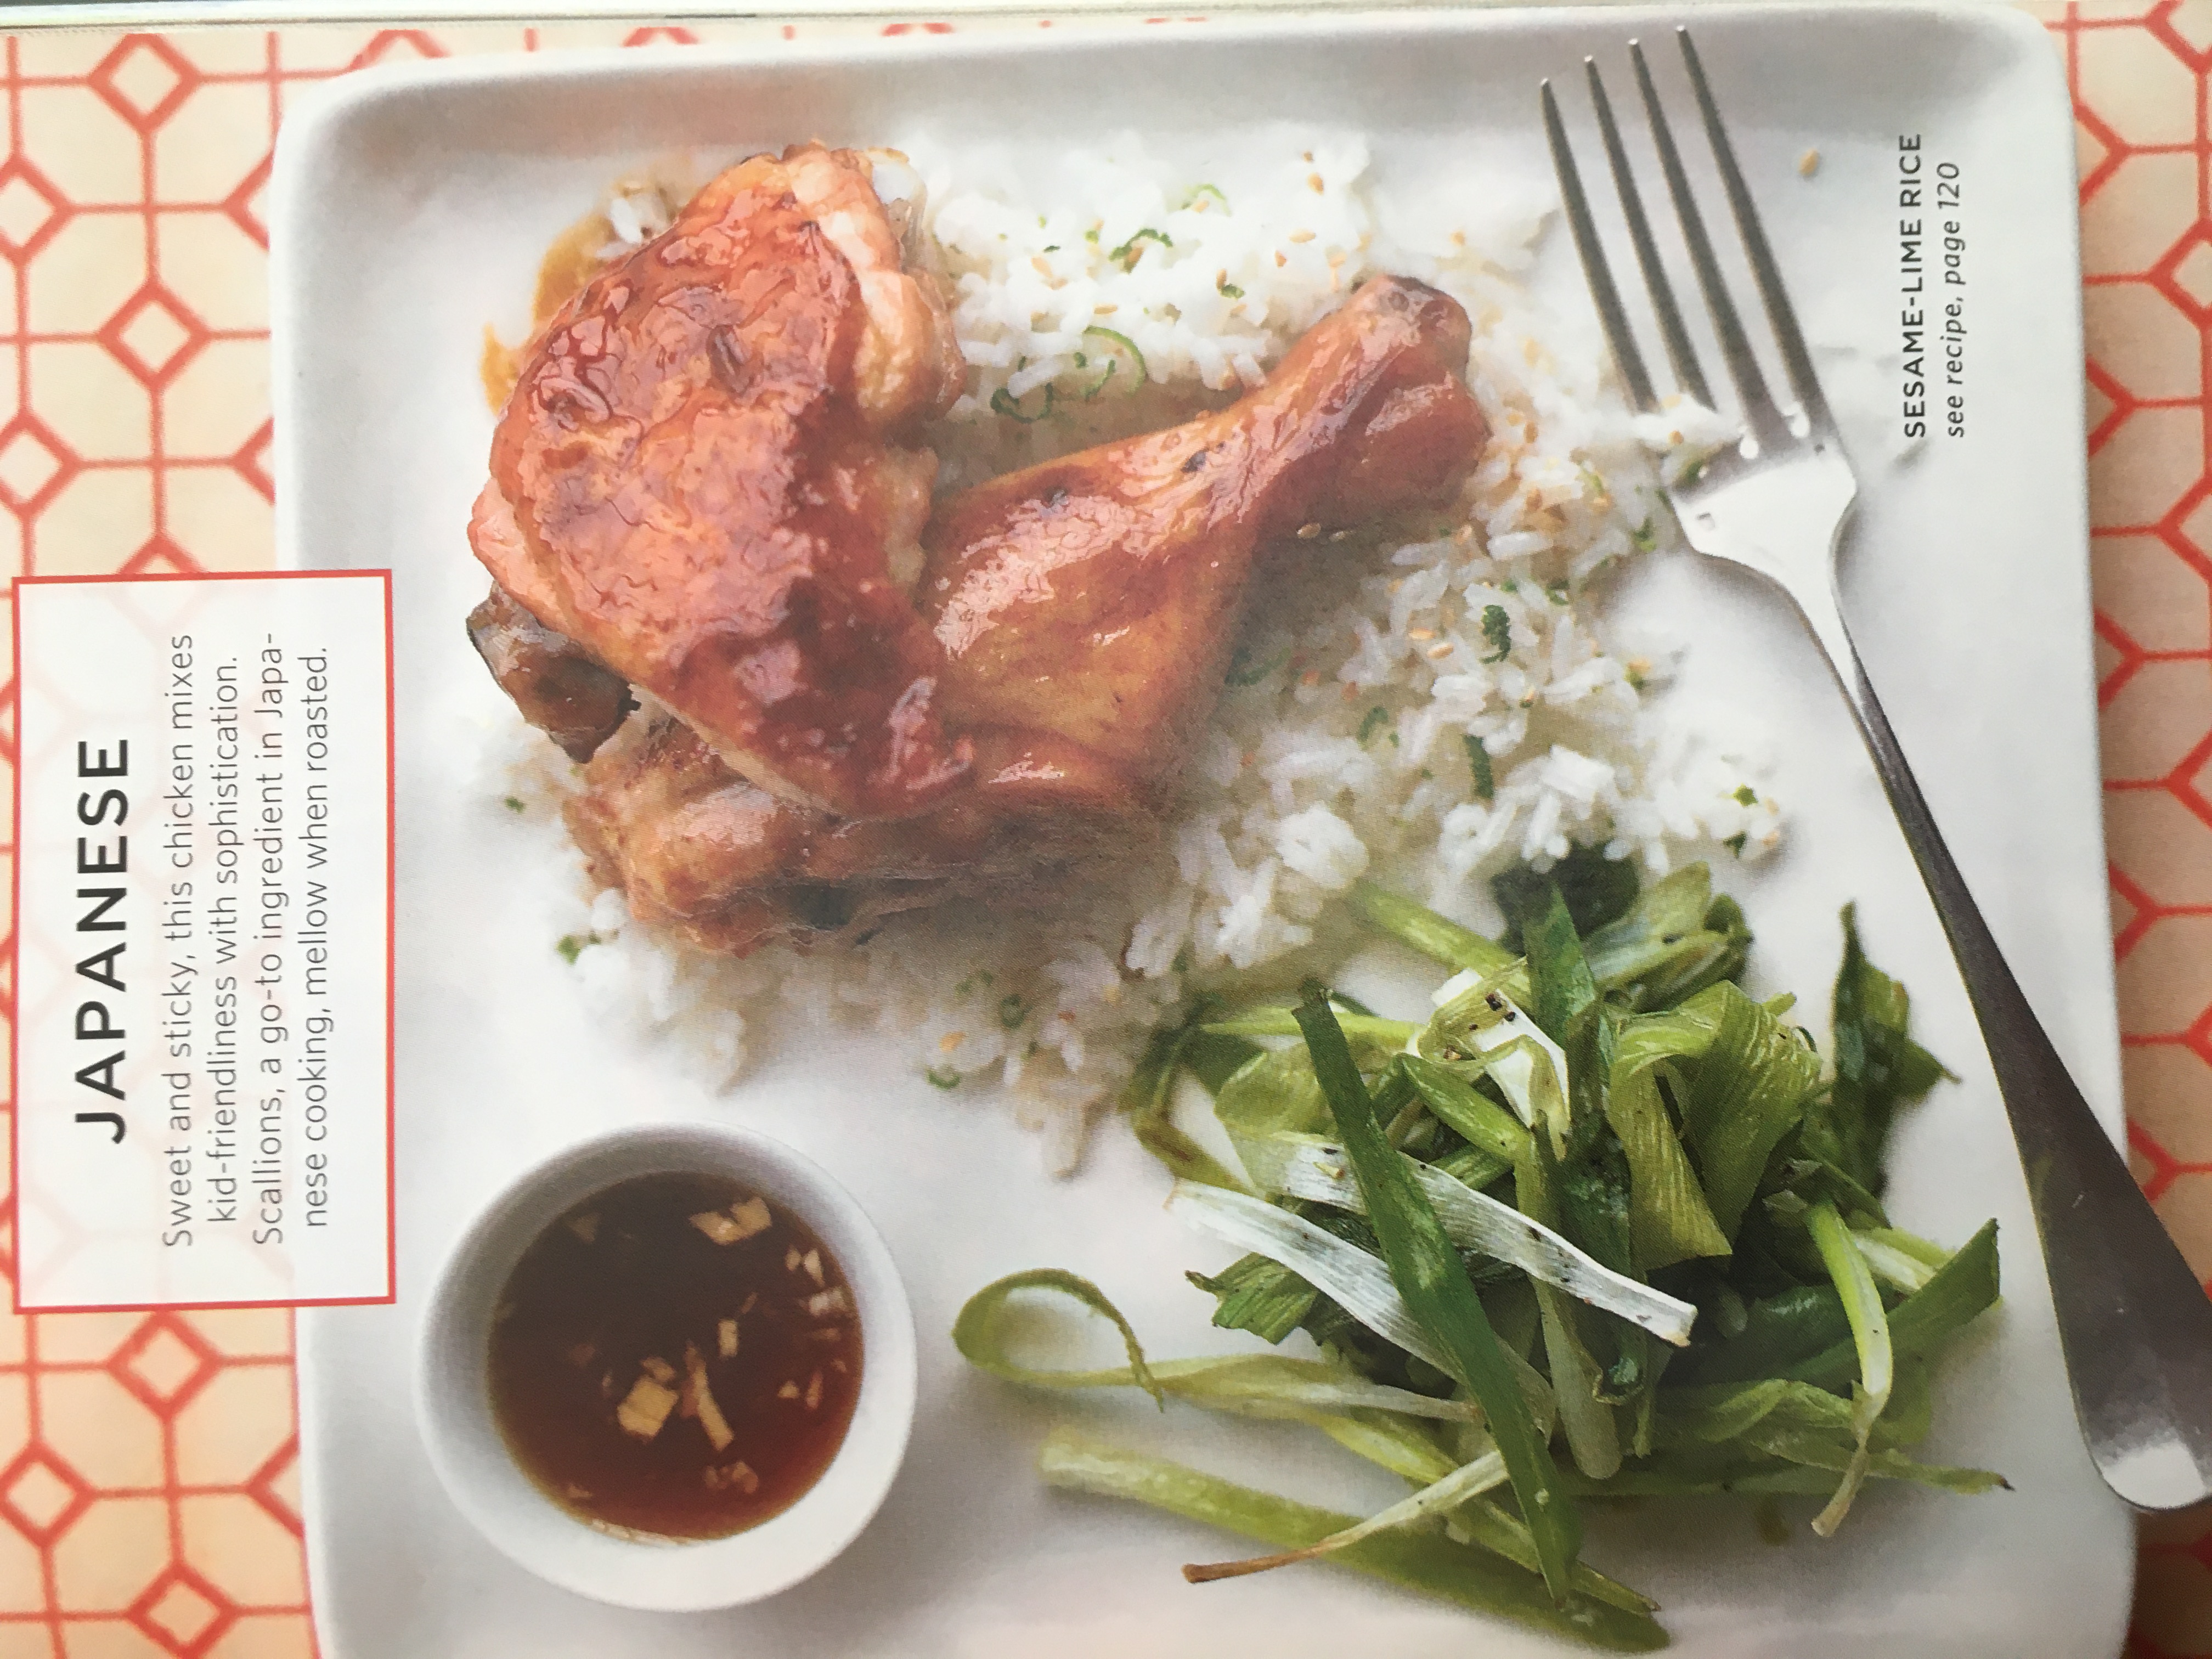 JAPANESE
Sweet and sticky, this chicken mixes
kid-friendliness with sophistication.
Scallions, a go-to ingredient in Japa-
nese cooking, mellow when roasted.
SESAME-LIME RICE
see recipe, page 120